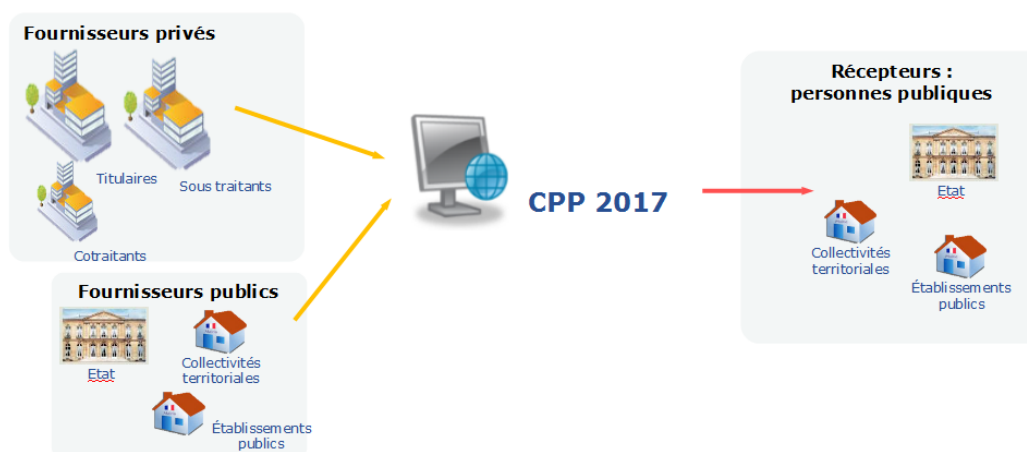 Fournisseurs privés
Titulaires
Sous traitants
Cotraitants
Fournisseurs publics
Etat
Collectivités
territoriales
Établissements
publics
CPP 2017
Récepteurs :
personnes publiques
Etat
Collectivités
territoriales
Établissements
publics